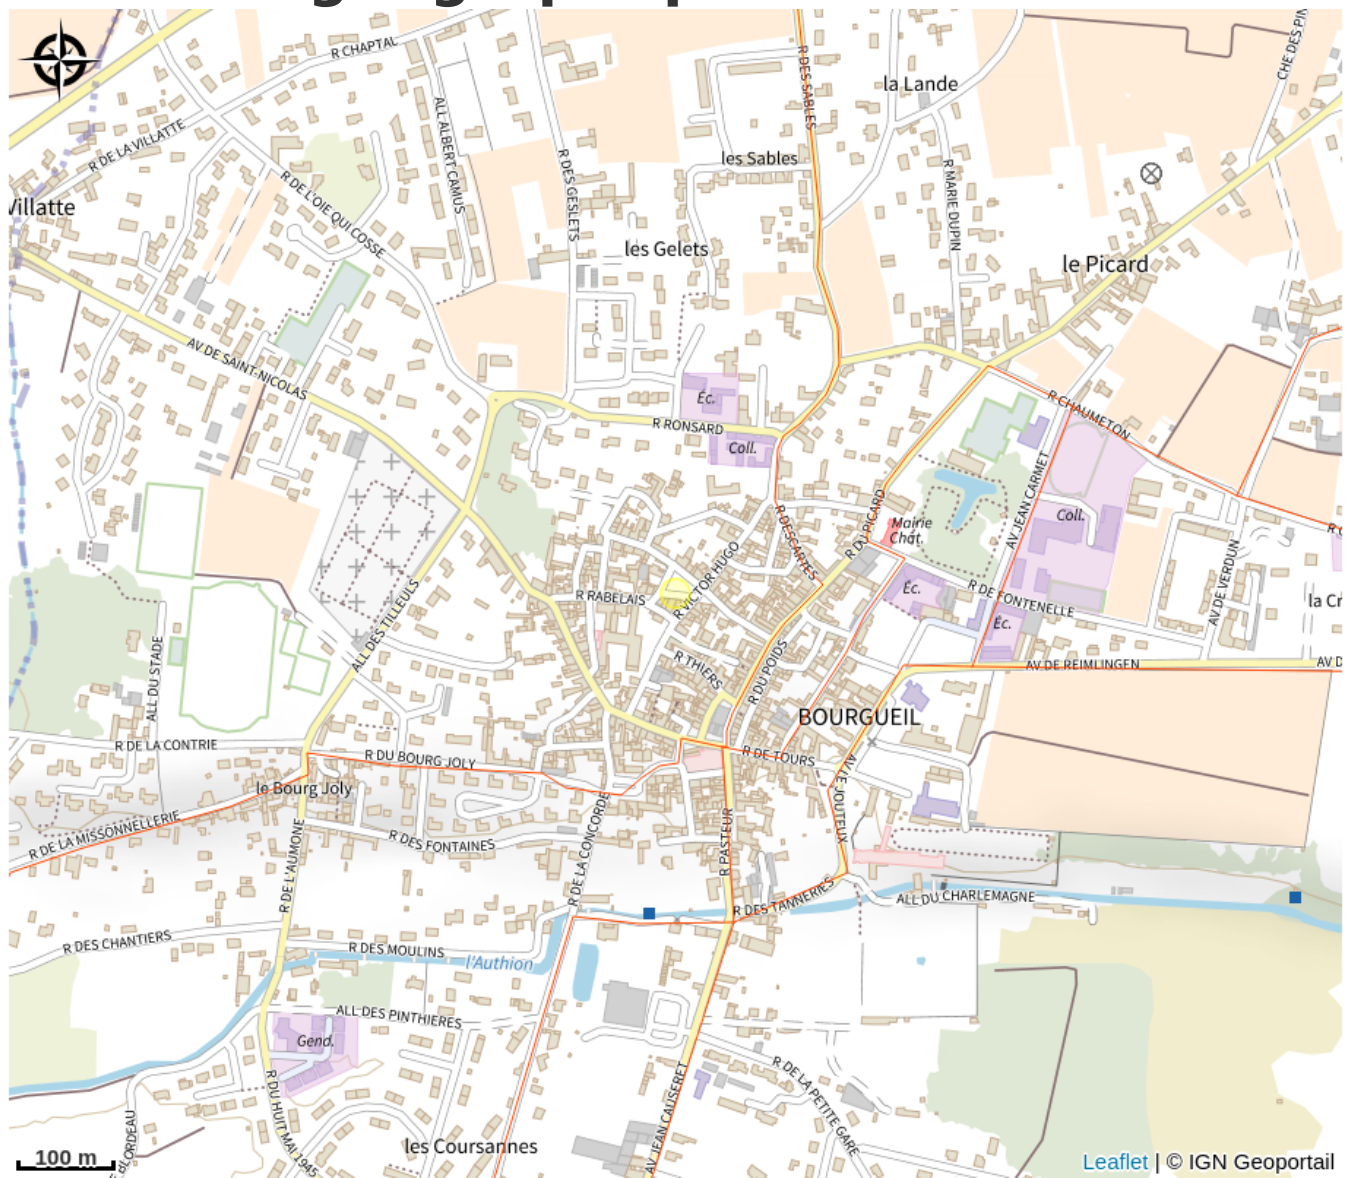 R CHAPTAL
CHE DES PIN
R DES SABLES
la Lande
ALL ALBERT CAMUS
R DE LA VILLATTE
R DES GESLETS
les Sables
R MARIE DUPIN
R DE L'OIE QUI COSSE
Villatte
les Gelets
le Picard
AV DE SAINT-NICOLAS
Éc.
R CHAUMETON
R RONSARD
Coll.
AV JEAN CARMET
Coll.
R DU PICARD
Mairie
Chât.
R DESCARTES
R VICTOR HUGO
AV DE VERDUN
Éc.
R DE FONTENELLE
R RABELAIS
la Cr
ALL DES TILLEULS
Éc.
R THIERS
R DU POIDS
AV DE REIMLINGEN
AV D
ALL DU STADE
BOURGUEIL
R DE LA CONTRIE
R DU BOURG JOLY
R DE TOURS
AV LE JOUTEUX
le Bourg Joly
R DE LA MISSONNELLERIE
R DES FONTAINES
R DE LA CONCORDE
R PASTEUR
R DE L'AUMONE
R DES TANNERIES
ALL DU CHARLEMAGNE
R DES CHANTIERS
R DES MOULINS
l'Authion
ALL DES PINTHIERES
Gend.
R DU HUIT MAI 1945
R DE LA PETITE GARE
AV JEAN CAUSERET
les Coursannes
100 m
Leaflet | © IGN Geoportail